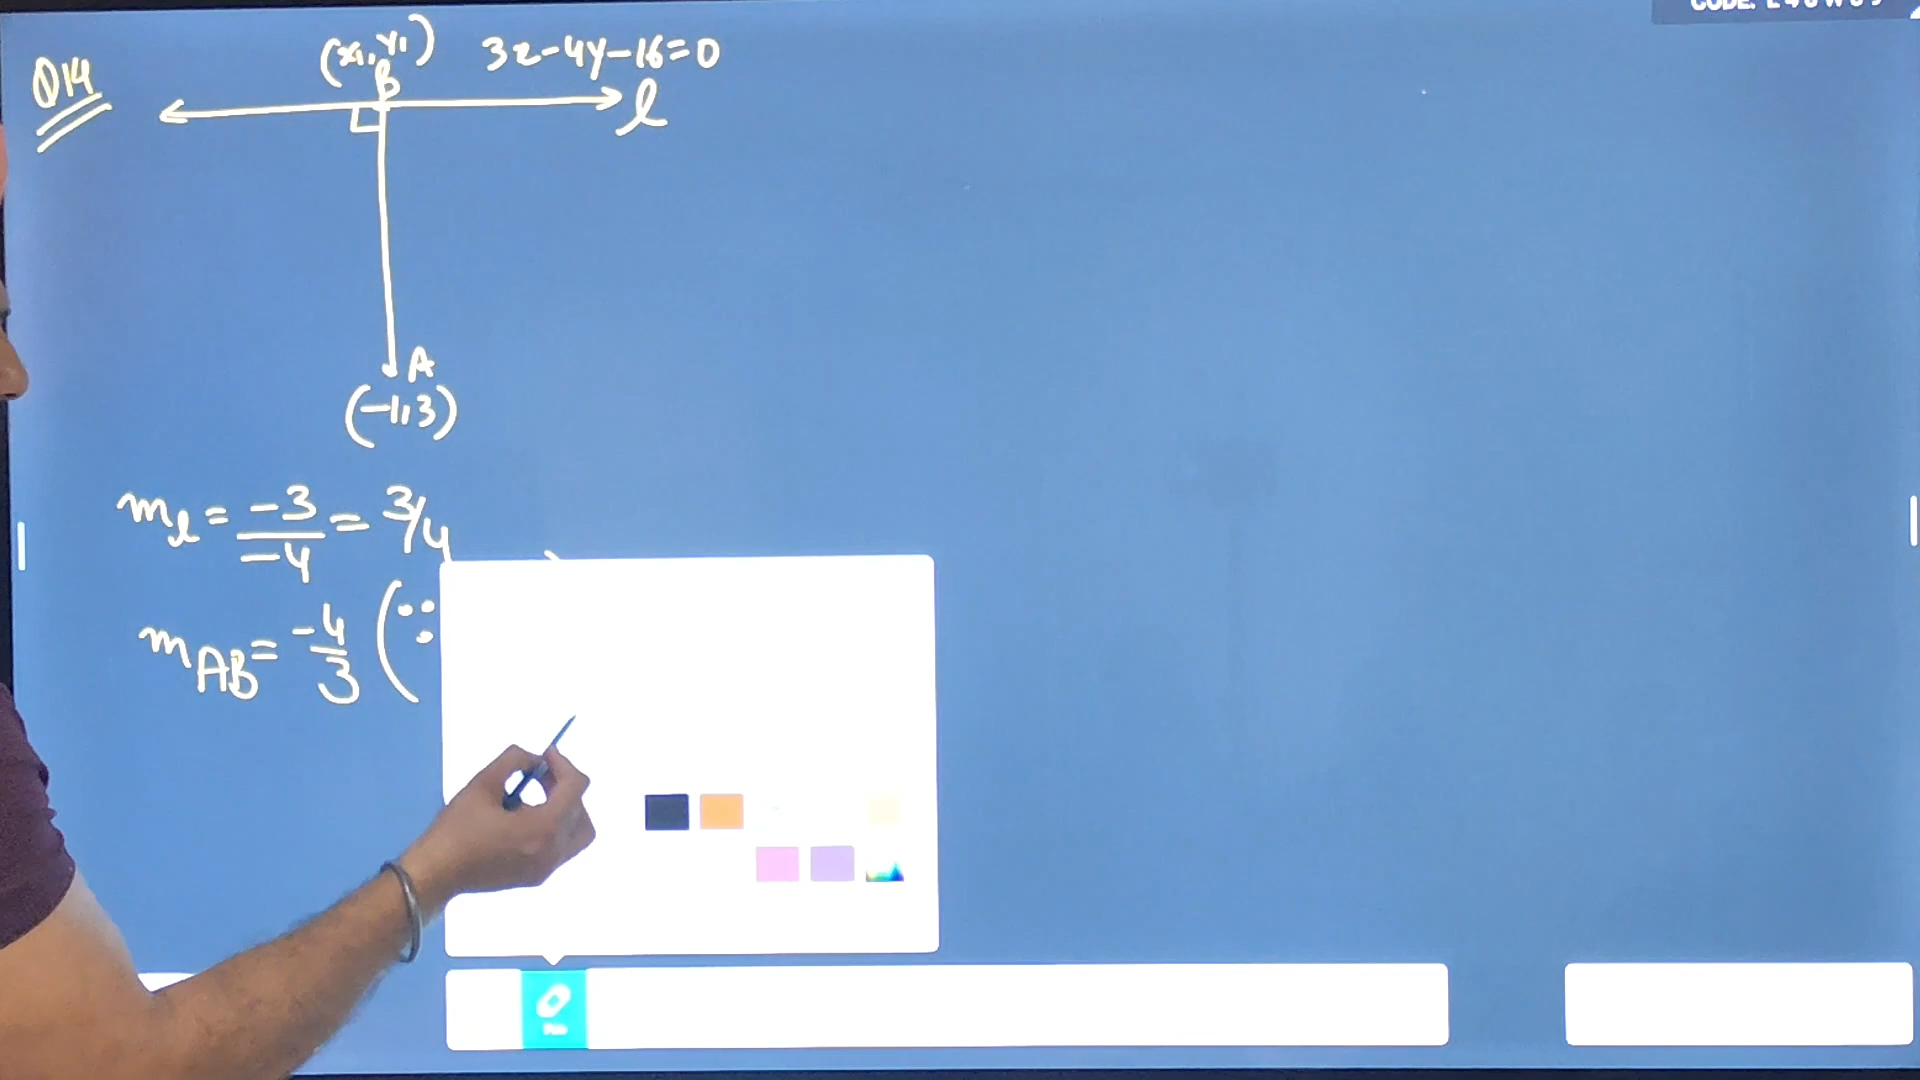 Q14
(x₁, y₁) 3x-4y-16=0
B
l
A
(-1,3)
m_l = -3/-4 = 3/4
m_AB = -4/3 (∵